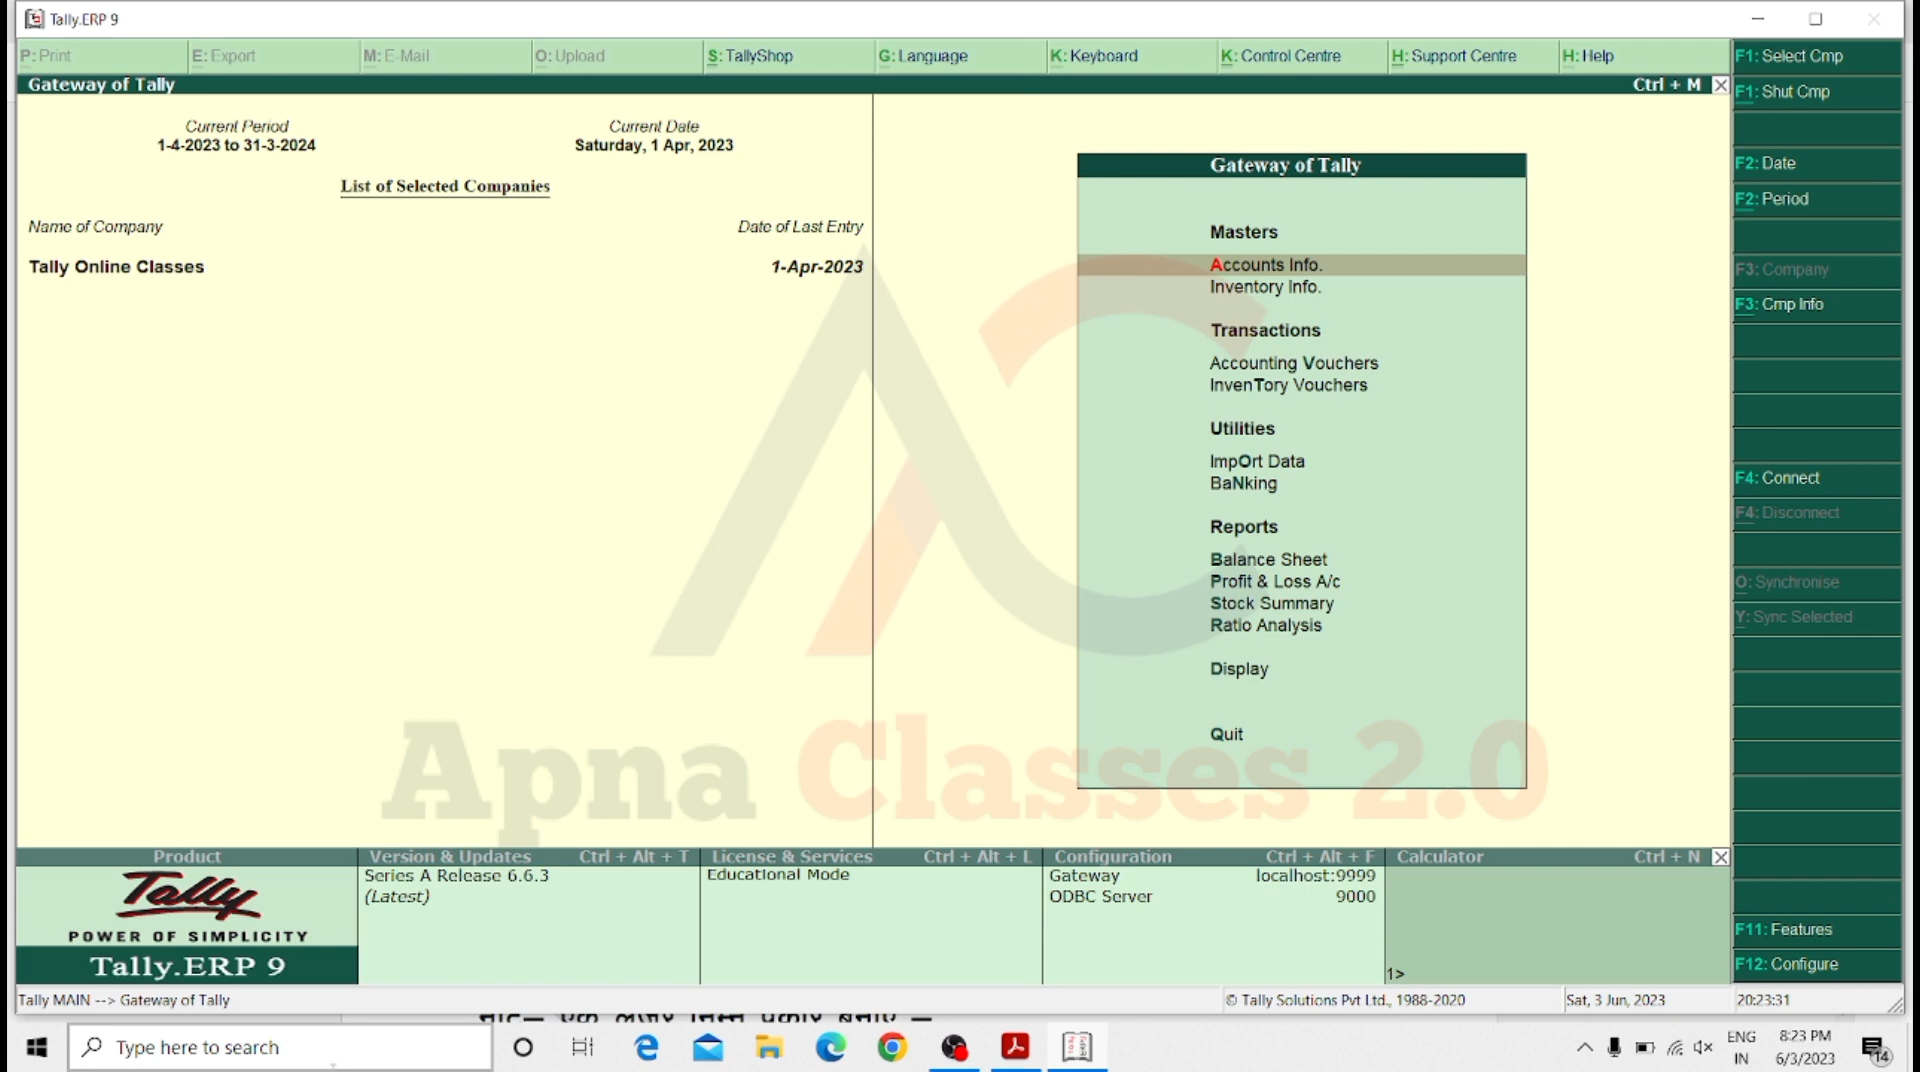 Tally.ERP 9
P: Print
E: Export
M: E-Mail
O: Upload
S: TallyShop
G: Language
K: Keyboard
K: Control Centre
H: Support Centre
H: Help
Gateway of Tally
Ctrl + M
Current Period
1-4-2023 to 31-3-2024
Current Date
Saturday, 1 Apr, 2023
List of Selected Companies
Name of Company
Date of Last Entry
Tally Online Classes
1-Apr-2023
Gateway of Tally
Masters
Accounts Info.
Inventory Info.
Transactions
Accounting Vouchers
InvenTory Vouchers
Utilities
ImpOrt Data
BaNking
Reports
Balance Sheet
Profit & Loss A/c
Stock Summary
Ratio Analysis
Display
Quit
Apna Classes 2.0
F1: Select Cmp
F1: Shut Cmp
F2: Date
F2: Period
F3: Company
F3: Cmp Info
F4: Connect
F4: Disconnect
O: Synchronise
Y: Sync Selected
F11: Features
F12: Configure
Product
Tally
POWER OF SIMPLICITY
Tally.ERP 9
Version & Updates Ctrl + Alt + T
Series A Release 6.6.3
(Latest)
License & Services Ctrl + Alt + L
Educational Mode
Configuration Ctrl + Alt + F
Gateway localhost:9999
ODBC Server 9000
Calculator Ctrl + N
1>
Tally MAIN --> Gateway of Tally
© Tally Solutions Pvt Ltd., 1988-2020
Sat, 3 Jun, 2023
20:23:31
Type here to search
ENG
IN
8:23 PM
6/3/2023
14